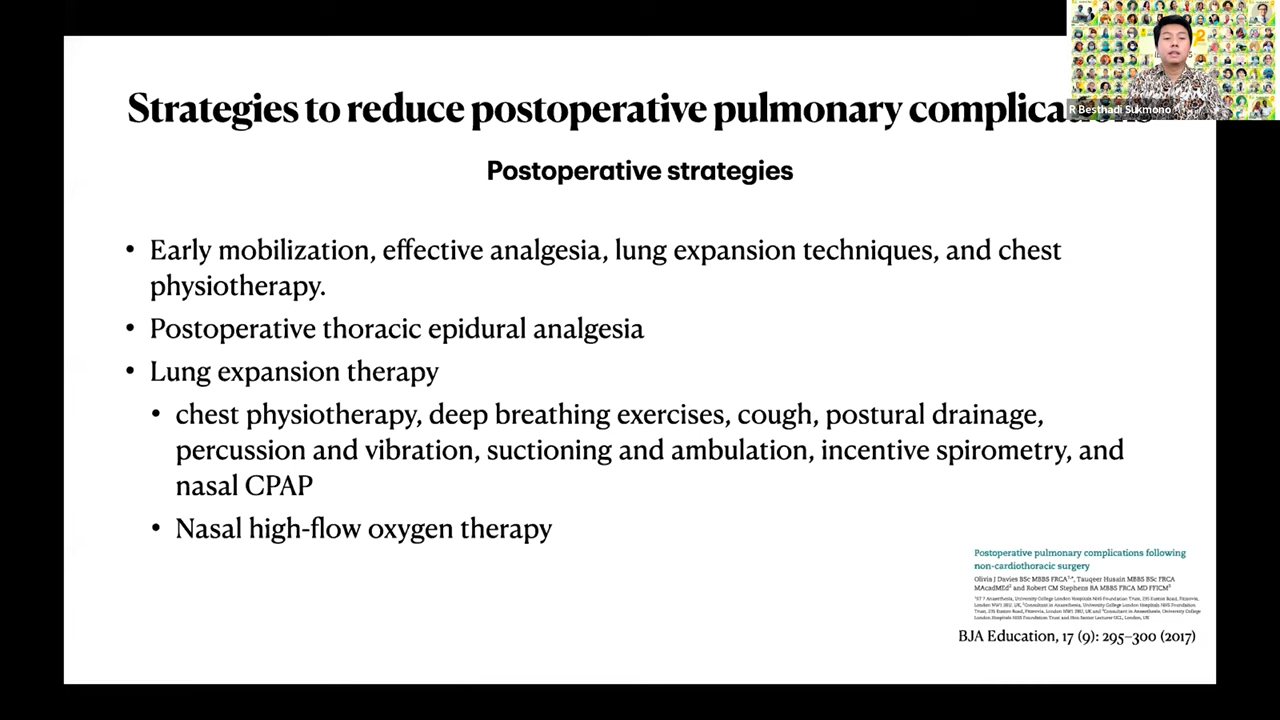 Strategies to reduce postoperative pulmonary
Postoperative strategies
• Early mobilization, effective analgesia, lung expansion techniques, and chest
physiotherapy.
• Postoperative thoracic epidural analgesia
• Lung expansion therapy
• chest physiotherapy, deep breathing exercises, cough, postural drainage,
percussion and vibration, suctioning and ambulation, incentive spirometry, and
nasal CPAP
• Nasal high-flow oxygen therapy
R Besthadi Sukmono
Postoperative pulmonary complications following
non-cardiothoracic surgery
Olivia J Davies BSc MBBS FRCA¹,*, Tauqeer Husain MBBS BSc FRCA
MAcadMEd² and Robert CM Stephens BA MBBS FRCA MD FFICM³
BJA Education, 17 (9): 295–300 (2017)